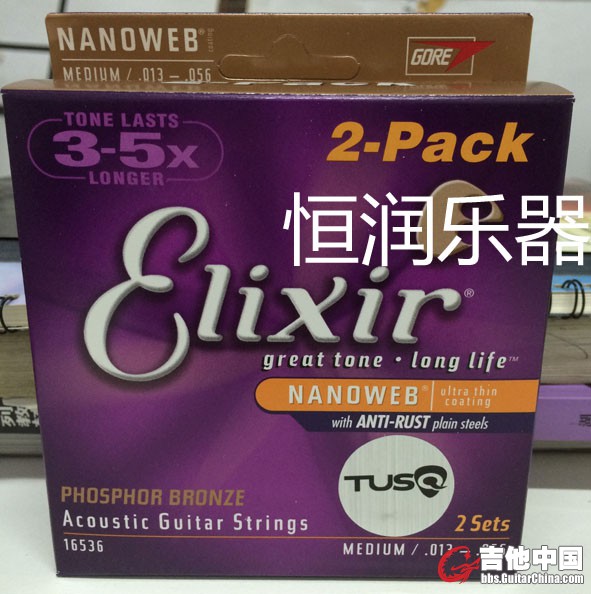 NANOWEB® coating
GORE
MEDIUM / .013 – .056
TONE LASTS
3-5x
LONGER
2-Pack
恒润乐器
Elixir®
great tone • long life™
NANOWEB® ultra thin coating
with ANTI-RUST plain steels
TUSQ
PHOSPHOR BRONZE
Acoustic Guitar Strings
2 Sets
16536
MEDIUM / .013
吉他中国
bbs.GuitarChina.com